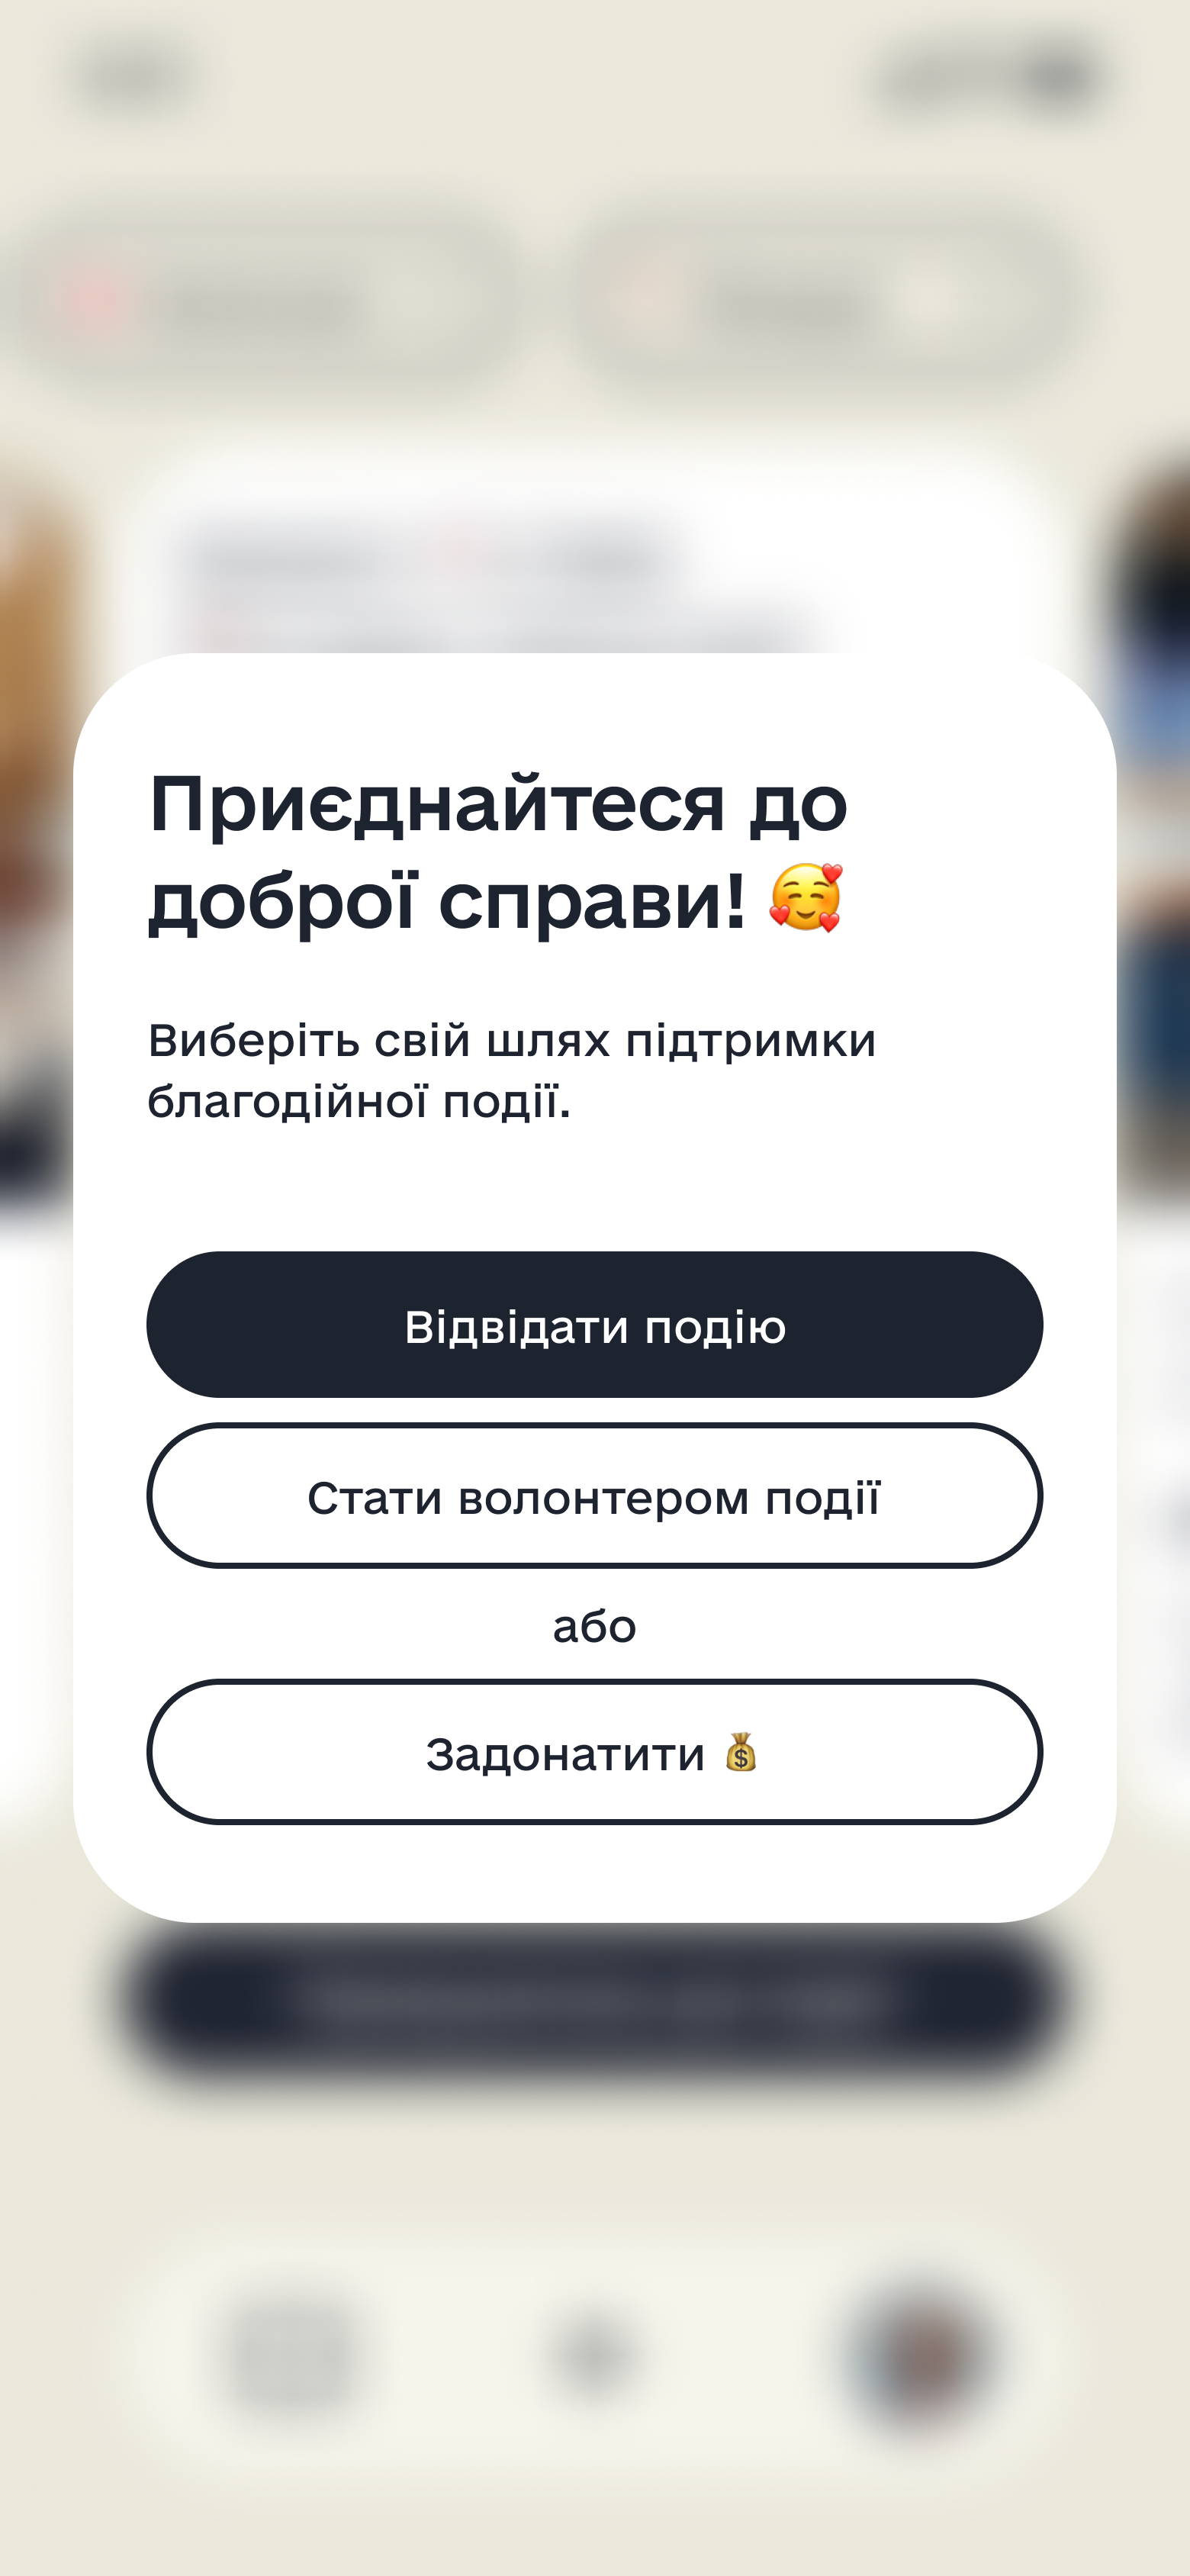 Приєднайтеся до
доброї справи! 🥰
Виберіть свій шлях підтримки
благодійної події.
Відвідати подію
Стати волонтером події
або
Задонатити 💰